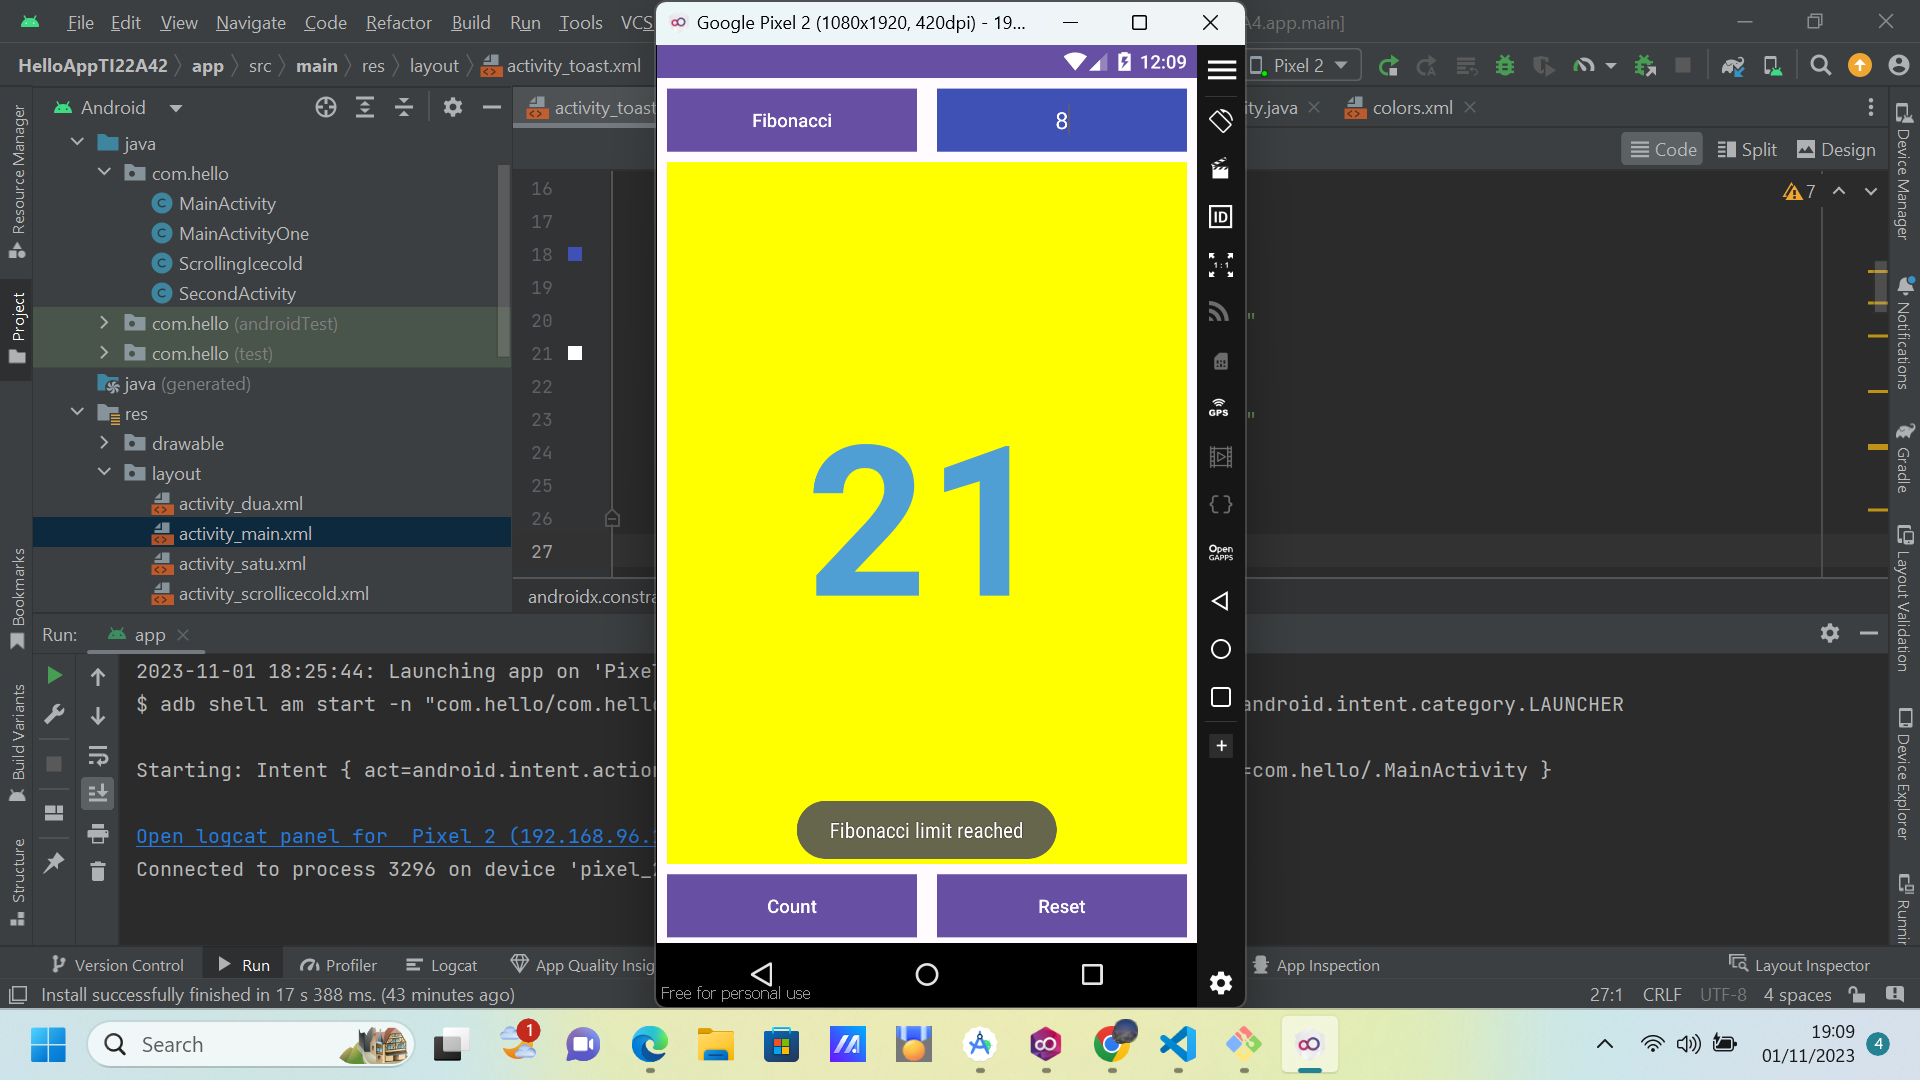 File Edit View Navigate Code Refactor Build Run Tools VCS
Google Pixel 2 (1080x1920, 420dpi) - 19...
A4.app.main]
HelloAppTI22A42 app src main res layout activity_toast.xml
12:09
Pixel 2
Android
activity_toast
ity.java
colors.xml
Fibonacci
8
Code
Split
Design
java
com.hello
MainActivity
MainActivityOne
ScrollingIcecold
SecondActivity
com.hello (androidTest)
com.hello (test)
java (generated)
res
drawable
layout
activity_dua.xml
activity_main.xml
activity_satu.xml
activity_scrollicecold.xml
16
17
18
19
20
21
22
23
24
25
26
27
"
"
7
androidx.constra
21
Fibonacci limit reached
Count
Reset
Free for personal use
ID
1:1
GPS
Open
GAPPS
Resource Manager
Project
Bookmarks
Build Variants
Structure
Device Manager
Notifications
Gradle
Layout Validation
Device Explorer
Runnin
Run:
app
2023-11-01 18:25:44: Launching app on 'Pixel
$ adb shell am start -n "com.hello/com.hell
android.intent.category.LAUNCHER
Starting: Intent { act=android.intent.action
=com.hello/.MainActivity }
Open logcat panel for Pixel 2 (192.168.96.
Connected to process 3296 on device 'pixel_
Version Control
Run
Profiler
Logcat
App Quality Insig
App Inspection
Layout Inspector
Install successfully finished in 17 s 388 ms. (43 minutes ago)
27:1 CRLF UTF-8 4 spaces
Search
1
19:09
01/11/2023
4